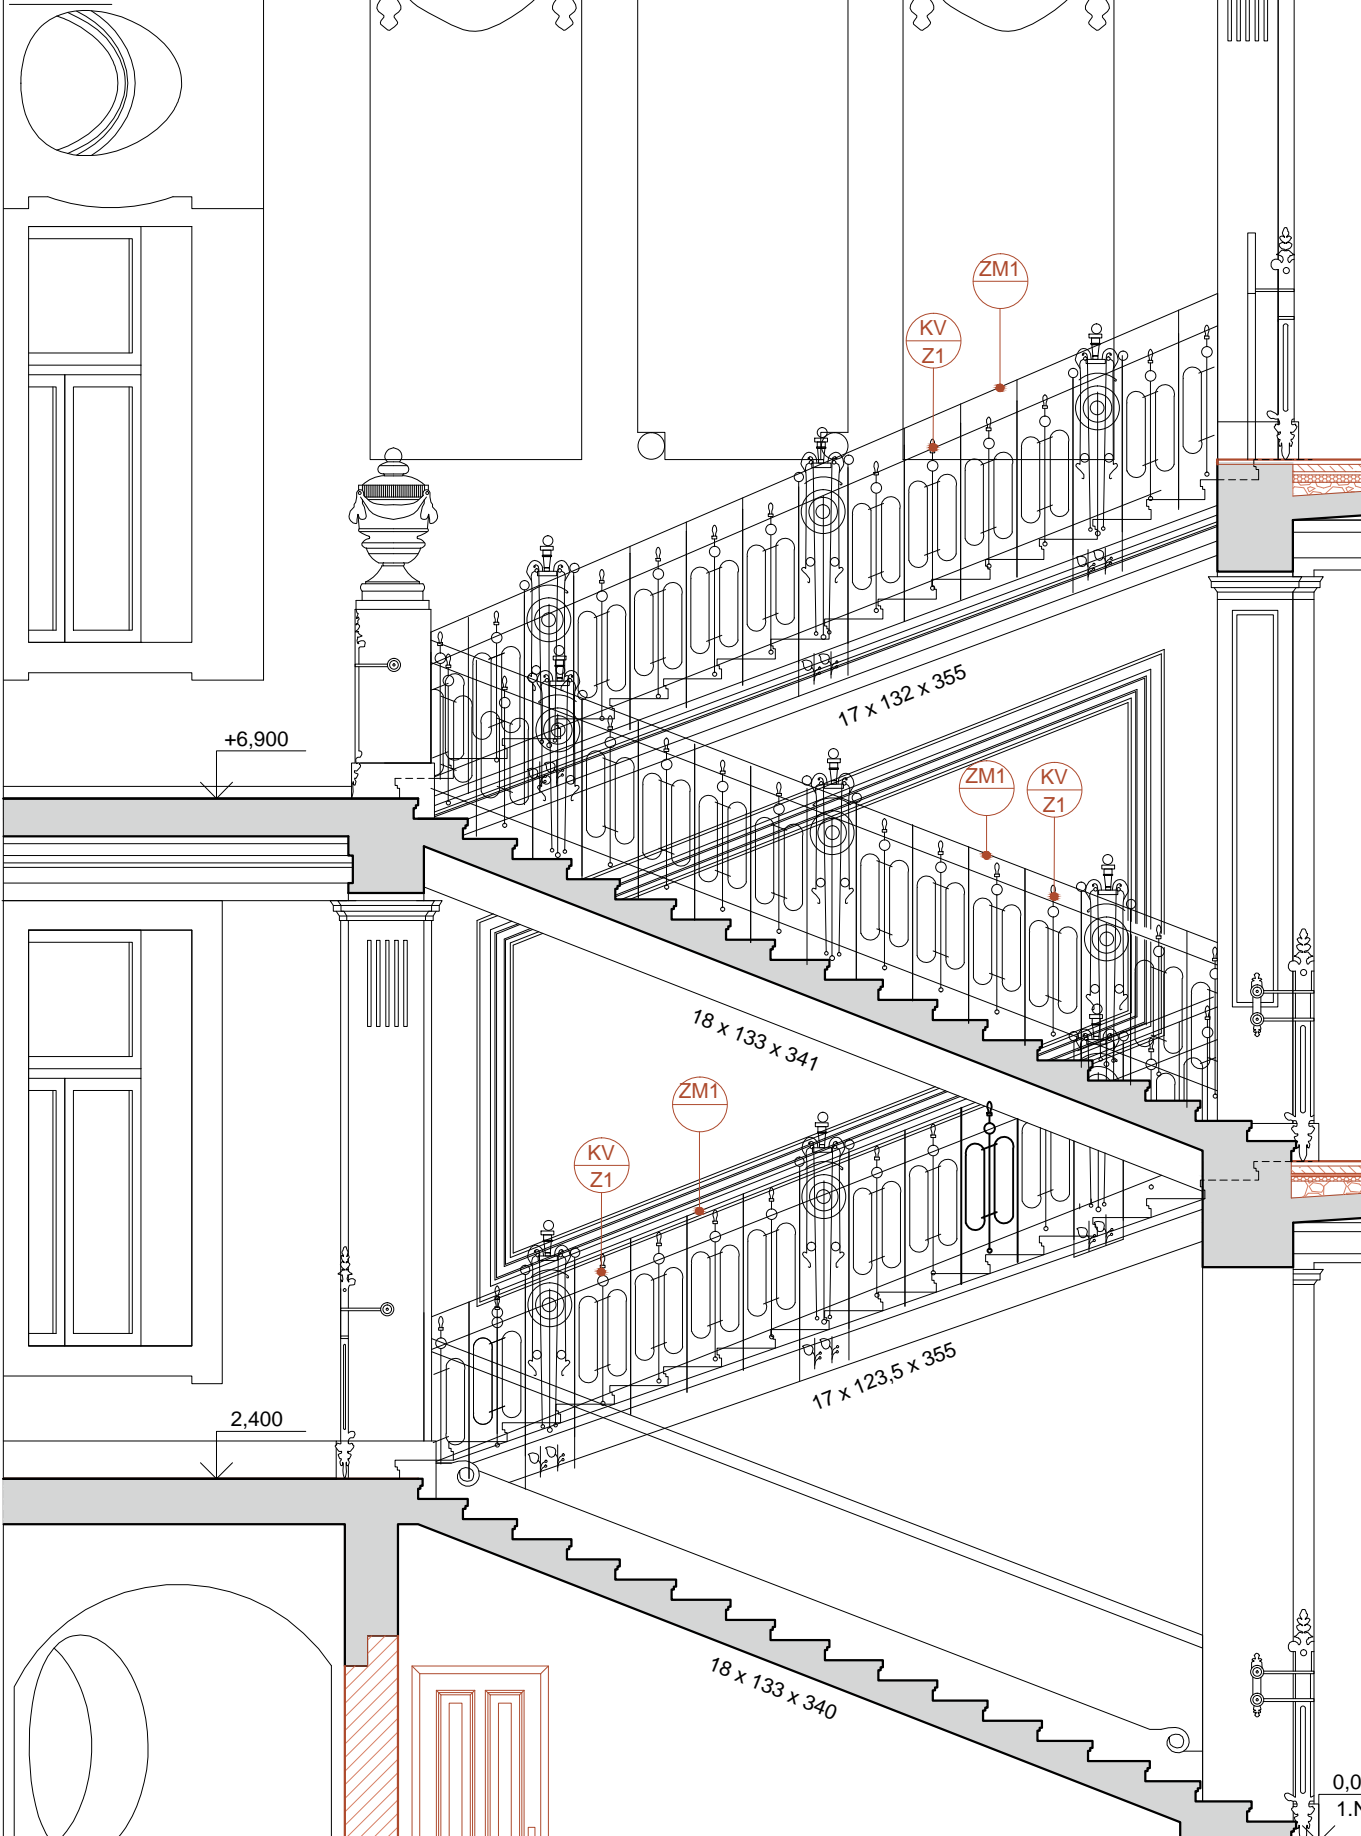 ZM1
KV
Z1
17 x 132 x 355
+6,900
ZM1
KV
Z1
18 x 133 x 341
ZM1
KV
Z1
17 x 123,5 x 355
2,400
18 x 133 x 340
0,0
1.N